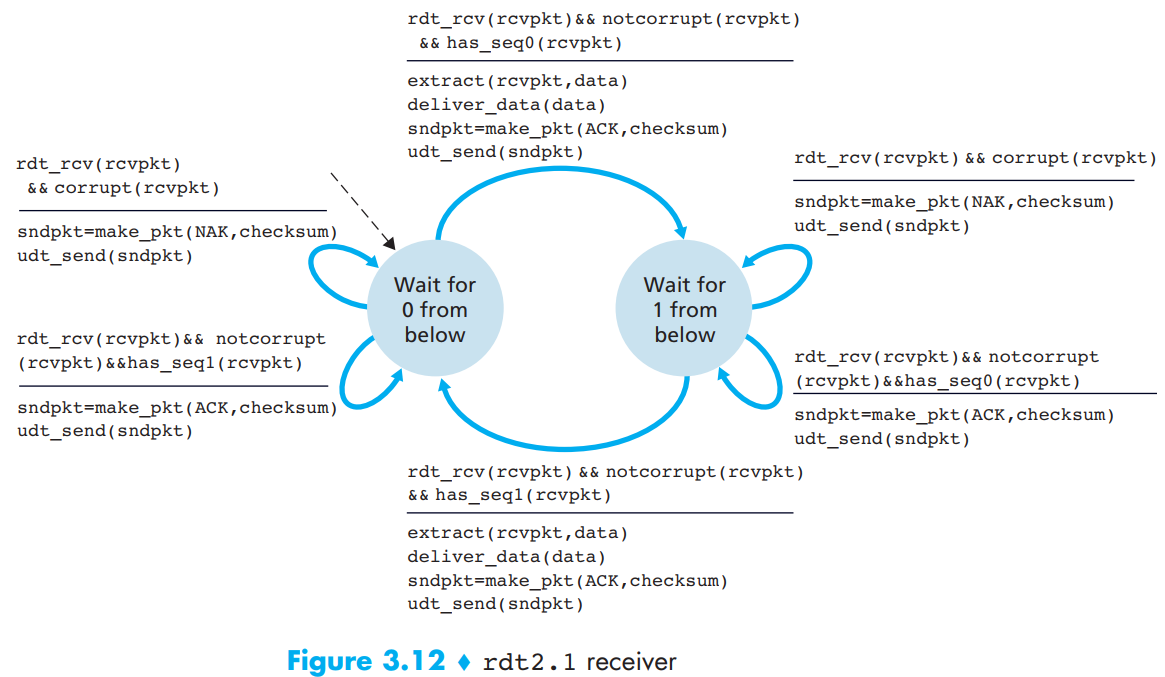 rdt_rcv(rcvpkt)&& notcorrupt(rcvpkt)
&& has_seq0(rcvpkt)
extract(rcvpkt,data)
deliver_data(data)
sndpkt=make_pkt(ACK,checksum)
udt_send(sndpkt)
rdt_rcv(rcvpkt)
&& corrupt(rcvpkt)
sndpkt=make_pkt(NAK,checksum)
udt_send(sndpkt)
rdt_rcv(rcvpkt) && corrupt(rcvpkt)
sndpkt=make_pkt(NAK,checksum)
udt_send(sndpkt)
Wait for
0 from
below
Wait for
1 from
below
rdt_rcv(rcvpkt)&& notcorrupt
(rcvpkt)&&has_seq1(rcvpkt)
sndpkt=make_pkt(ACK,checksum)
udt_send(sndpkt)
rdt_rcv(rcvpkt)&& notcorrupt
(rcvpkt)&&has_seq0(rcvpkt)
sndpkt=make_pkt(ACK,checksum)
udt_send(sndpkt)
rdt_rcv(rcvpkt) && notcorrupt(rcvpkt)
&& has_seq1(rcvpkt)
extract(rcvpkt,data)
deliver_data(data)
sndpkt=make_pkt(ACK,checksum)
udt_send(sndpkt)
Figure 3.12 ♦ rdt2.1 receiver